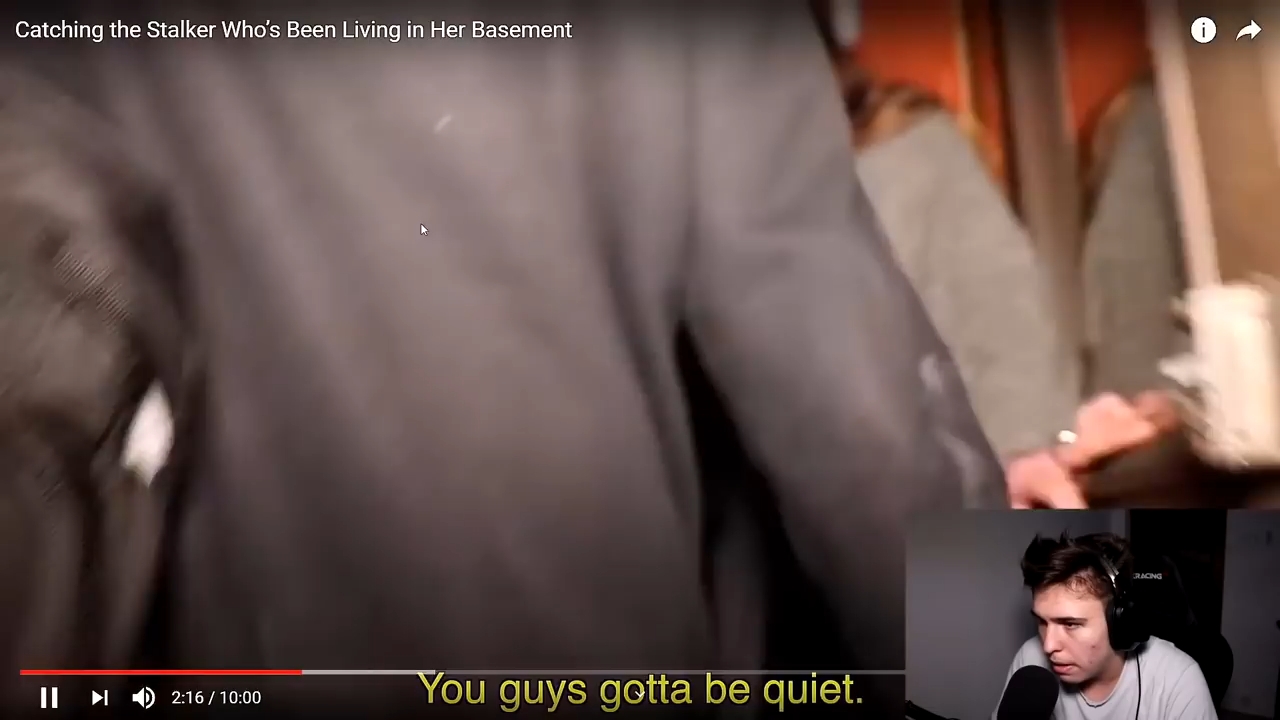 Catching the Stalker Who’s Been Living in Her Basement
2:16 / 10:00
You guys gotta be quiet.